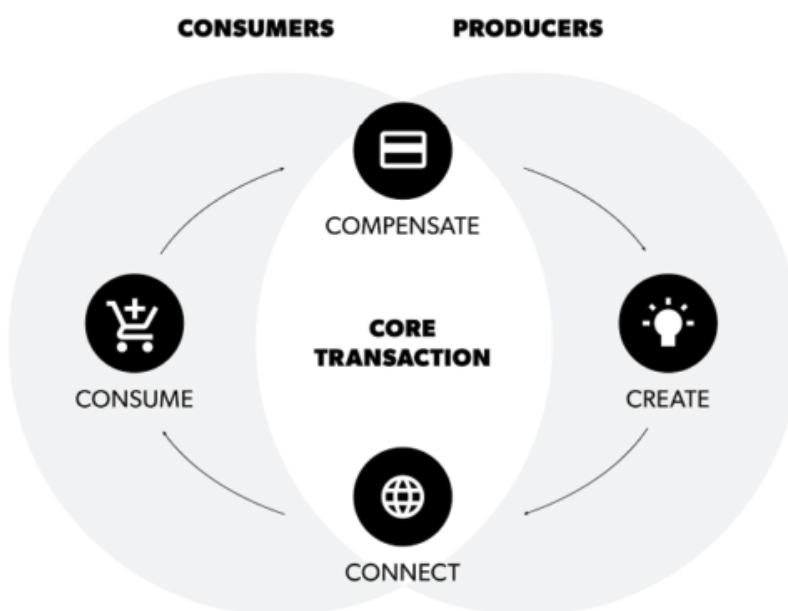 CONSUMERS
PRODUCERS
COMPENSATE
CORE
TRANSACTION
CONSUME
CREATE
CONNECT